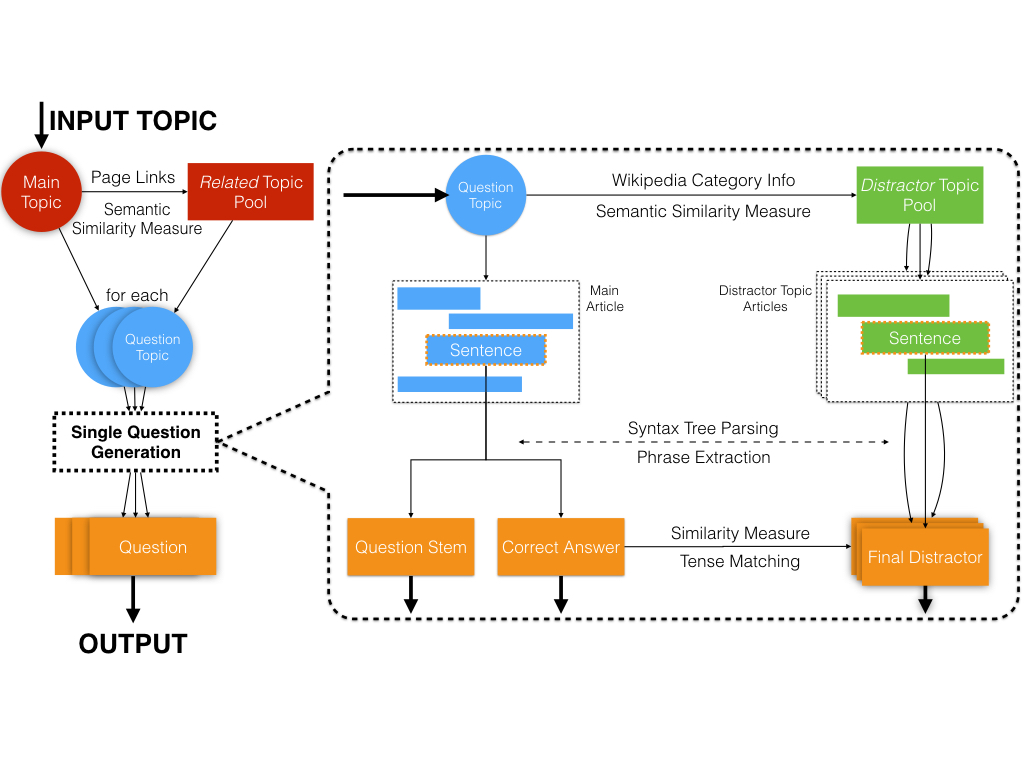 INPUT TOPIC
Main
Topic
Page Links
Semantic
Similarity Measure
Related Topic
Pool
for each
Question
Topic
Single Question
Generation
Question
OUTPUT
Question
Topic
Wikipedia Category Info
Semantic Similarity Measure
Distractor Topic
Pool
Main
Article
Sentence
Distractor Topic
Articles
Sentence
Syntax Tree Parsing
Phrase Extraction
Question Stem
Correct Answer
Similarity Measure
Tense Matching
Final Distractor